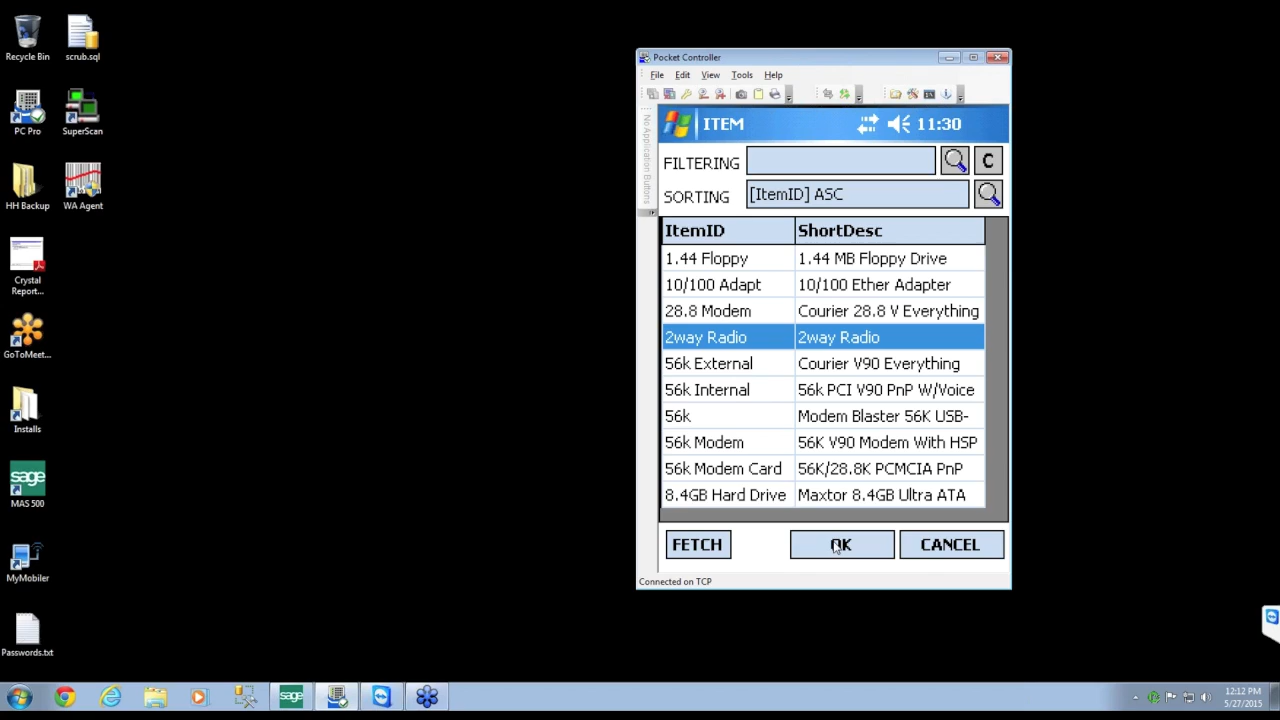 Recycle Bin
scrub.sql
PC Pro
SuperScan
HH Backup
WA Agent
Crystal
Report...
GoToMeet...
Installs
sage
MAS 500
MyMobiler
Passwords.txt
Pocket Controller
File Edit View Tools Help
No Application Buttons
ITEM 11:30
FILTERING C
SORTING [ItemID] ASC
ItemID ShortDesc
1.44 Floppy 1.44 MB Floppy Drive
10/100 Adapt 10/100 Ether Adapter
28.8 Modem Courier 28.8 V Everything
2way Radio 2way Radio
56k External Courier V90 Everything
56k Internal 56k PCI V90 PnP W/Voice
56k Modem Blaster 56K USB-
56k Modem 56K V90 Modem With HSP
56k Modem Card 56K/28.8K PCMCIA PnP
8.4GB Hard Drive Maxtor 8.4GB Ultra ATA
FETCH OK CANCEL
Connected on TCP
sage
12:12 PM
5/27/2015